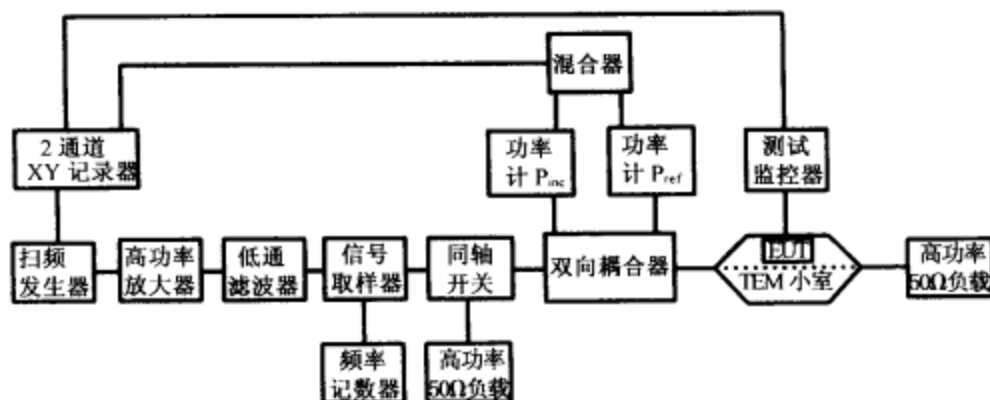 混合器
2 通道
XY 记录器
功率
计 Pinc
功率
计 Pref
测试
监控器
扫频
发生器
高功率
放大器
低通
滤波器
信号
取样器
同轴
开关
双向耦合器
EUT
TEM 小室
高功率
50Ω负载
频率
记数器
高功率
50Ω负载